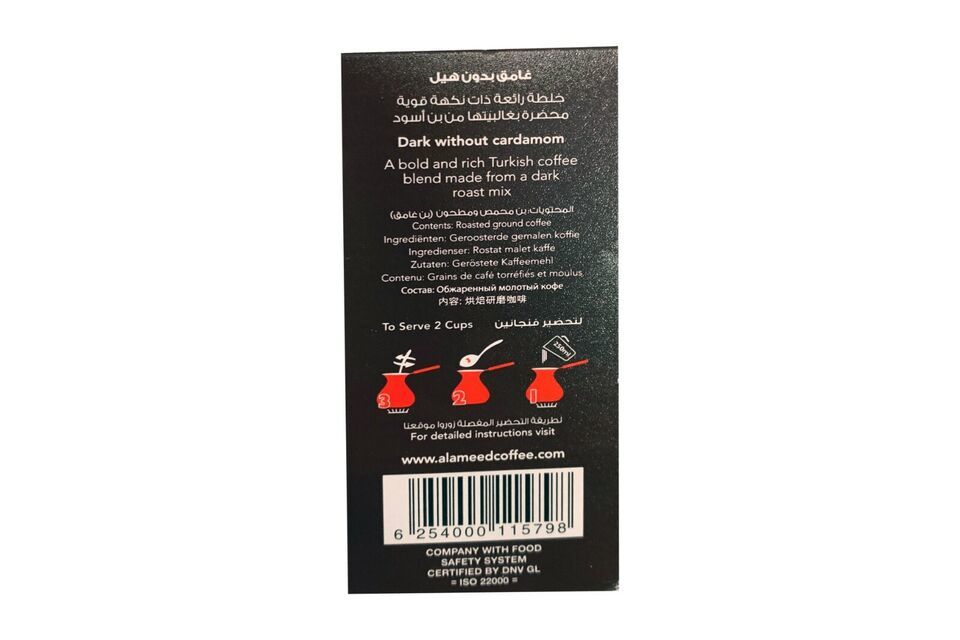 غامق بدون هيل
خلطة رائعة ذات نكهة قوية
محضرة بغالبيتها من بن أسود
Dark without cardamom
A bold and rich Turkish coffee
blend made from a dark
roast mix
المحتويات: بن محمص ومطحون (بن غامق)
Contents: Roasted ground coffee
Ingrediënten: Geroosterde gemalen koffie
Ingredienser: Rostat malet kaffe
Zutaten: Geröstete Kaffeemehl
Contenu: Grains de café torréfiés et moulus
Состав: Обжаренный молотый кофе
内容: 烘焙研磨咖啡
To Serve 2 Cups لتحضير فنجانين
250ml
3 2 1
لطريقة التحضير المفصلة زوروا موقعنا
For detailed instructions visit
www.alameedcoffee.com
6 254000 115798
COMPANY WITH FOOD
SAFETY SYSTEM
CERTIFIED BY DNV GL
= ISO 22000 =